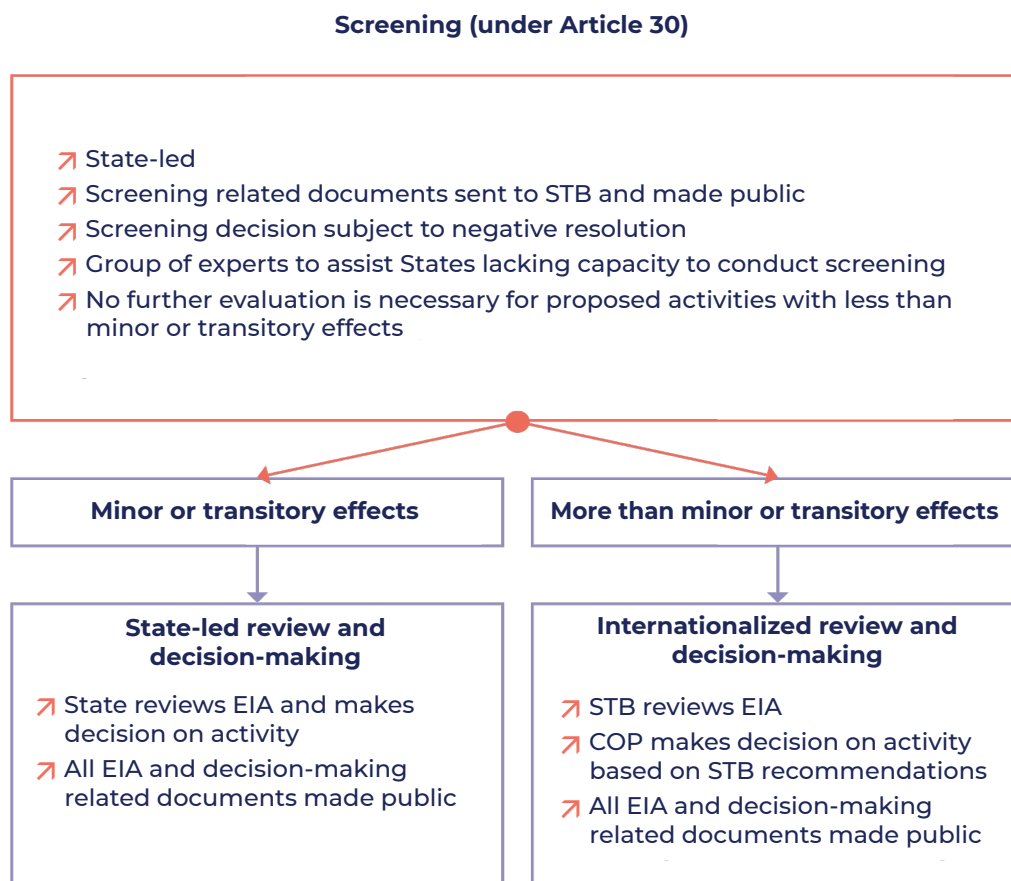 Screening (under Article 30)
State-led
Screening related documents sent to STB and made public
Screening decision subject to negative resolution
Group of experts to assist States lacking capacity to conduct screening
No further evaluation is necessary for proposed activities with less than
minor or transitory effects
Minor or transitory effects
More than minor or transitory effects
State-led review and
decision-making
State reviews EIA and makes
decision on activity
All EIA and decision-making
related documents made public
Internationalized review and
decision-making
STB reviews EIA
COP makes decision on activity
based on STB recommendations
All EIA and decision-making
related documents made public